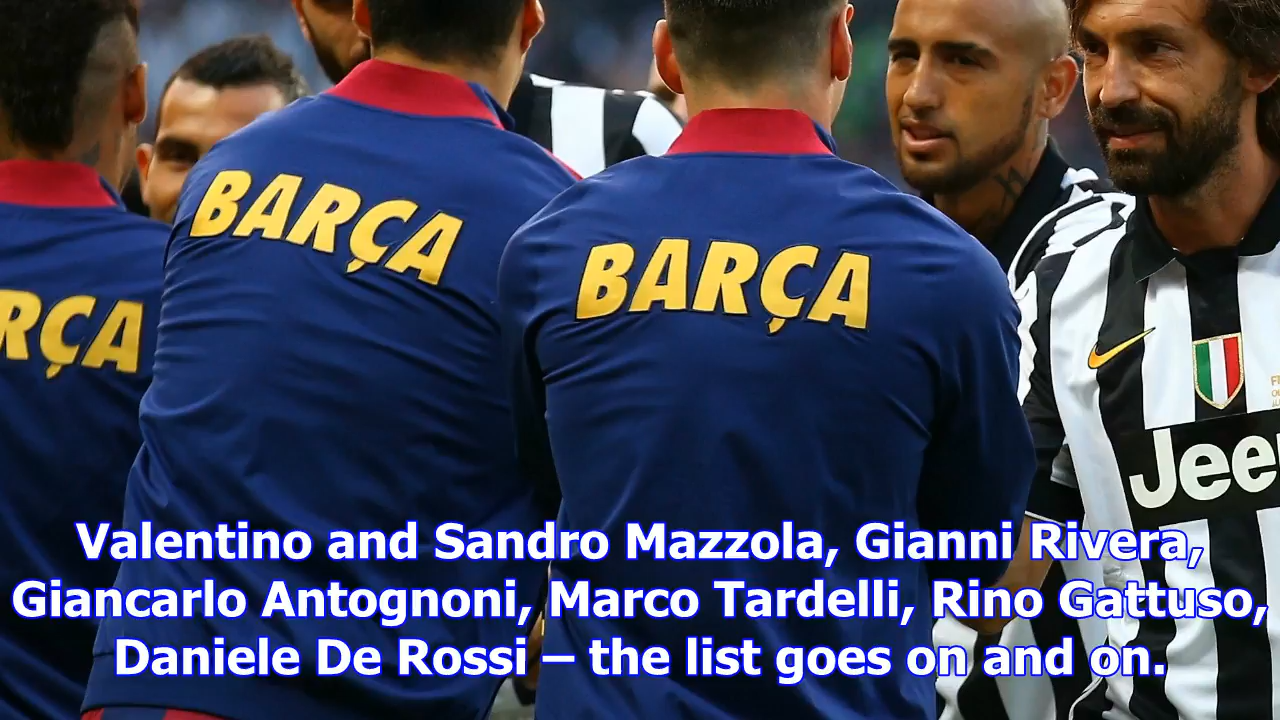 BARÇA
BARÇA
RÇA
Jee
Valentino and Sandro Mazzola, Gianni Rivera,
Giancarlo Antognoni, Marco Tardelli, Rino Gattuso,
Daniele De Rossi – the list goes on and on.